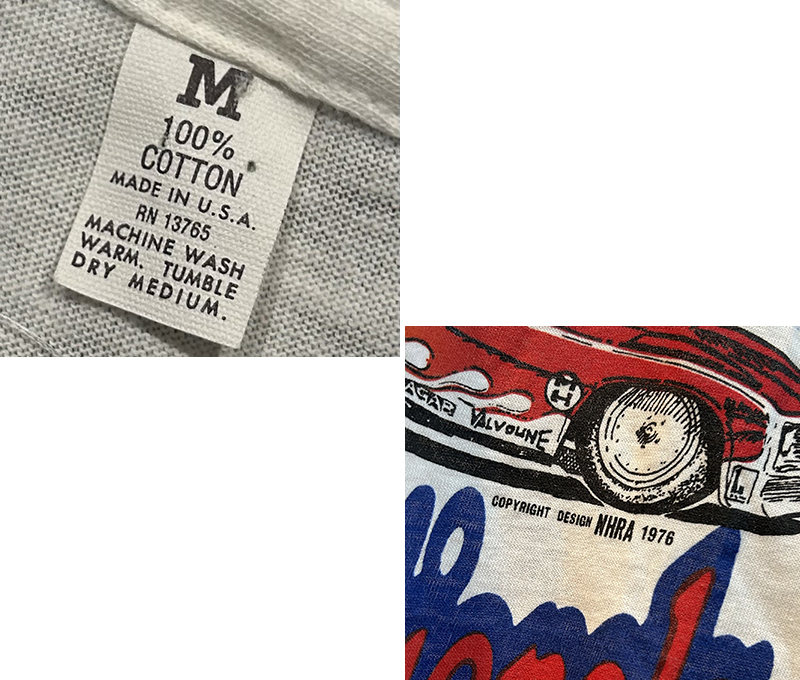 M
100%
COTTON
MADE IN U.S.A.
RN 13765
MACHINE WASH
WARM. TUMBLE
DRY MEDIUM.
VALVOLINE
COPYRIGHT DESIGN NHRA 1976